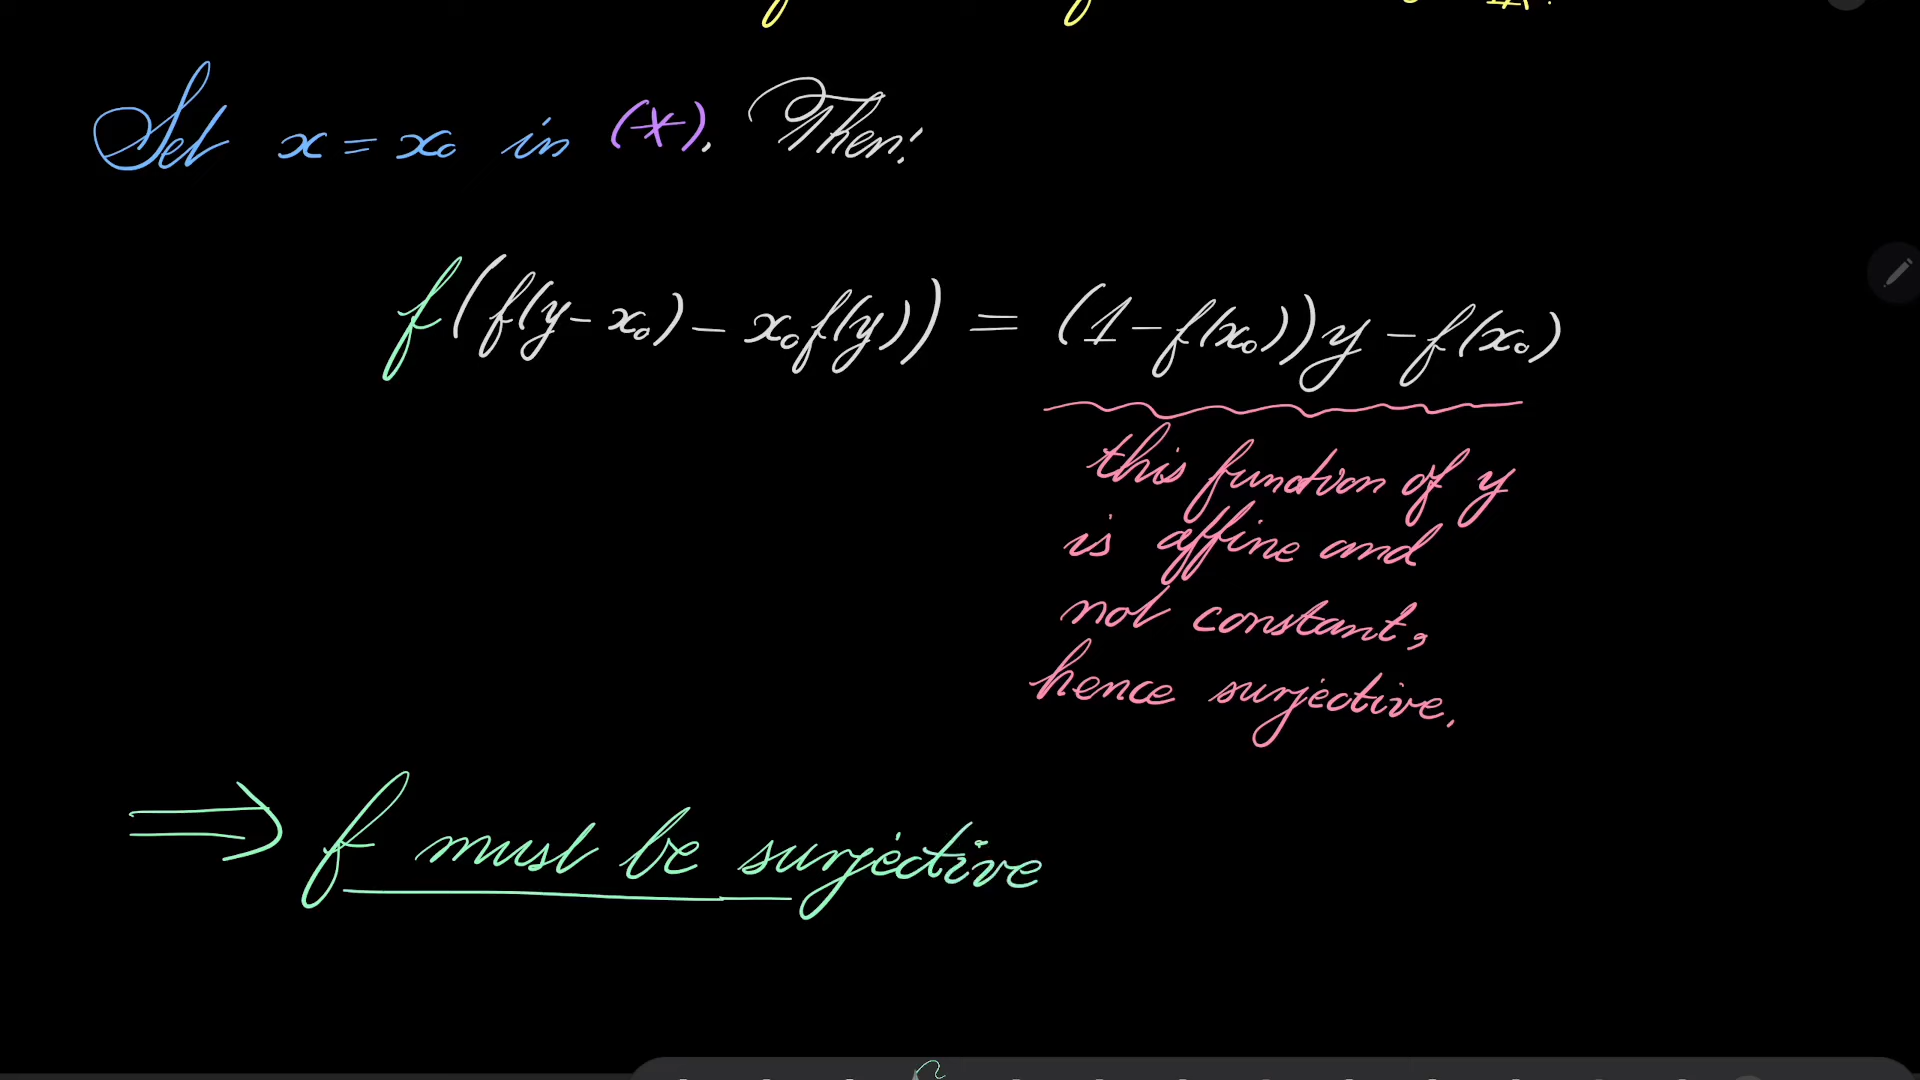 Set x = x₀ in (*). Then:
f(f(y - x₀) - x₀f(y)) = (1 - f(x₀))y - f(x₀)
this function of y
is affine and
not constant,
hence surjective.
⟹ f must be surjective